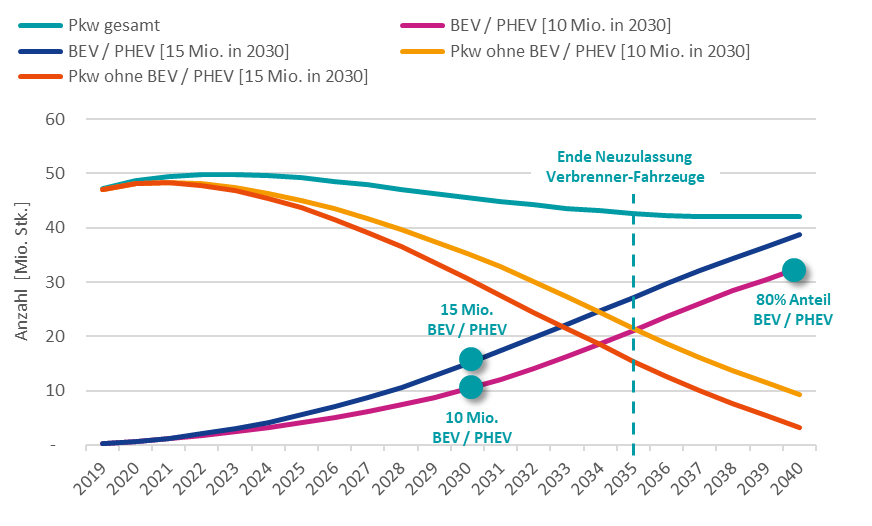 Pkw gesamt
BEV / PHEV [10 Mio. in 2030]
BEV / PHEV [15 Mio. in 2030]
Pkw ohne BEV / PHEV [10 Mio. in 2030]
Pkw ohne BEV / PHEV [15 Mio. in 2030]
60
50
40
30
20
10
-
Anzahl [Mio. Stk.]
Ende Neuzulassung
Verbrenner-Fahrzeuge
15 Mio.
BEV / PHEV
10 Mio.
BEV / PHEV
80% Anteil
BEV / PHEV
2019
2020
2021
2022
2023
2024
2025
2026
2027
2028
2029
2030
2031
2032
2033
2034
2035
2036
2037
2038
2039
2040